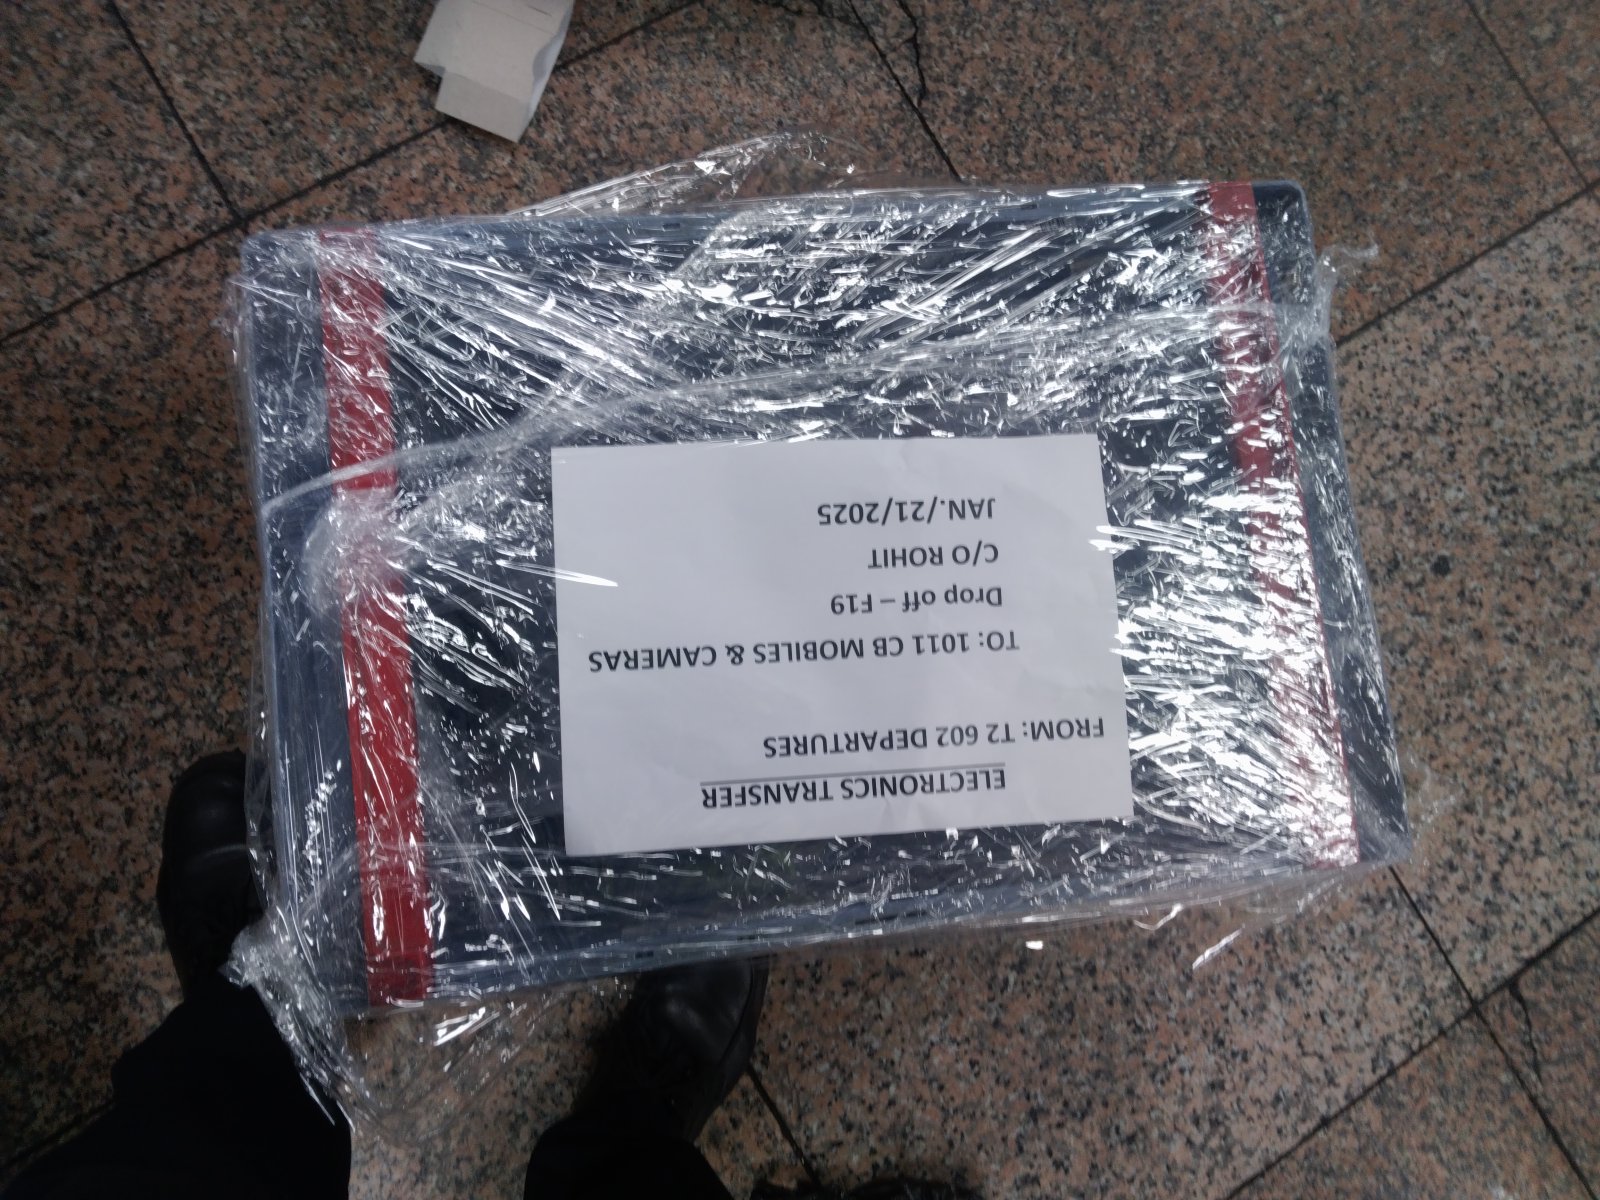 ELECTRONICS TRANSFER
FROM: T2 602 DEPARTURES
TO: 1011 CB MOBILES & CAMERAS
Drop off – F19
C/O ROHIT
JAN./21/2025